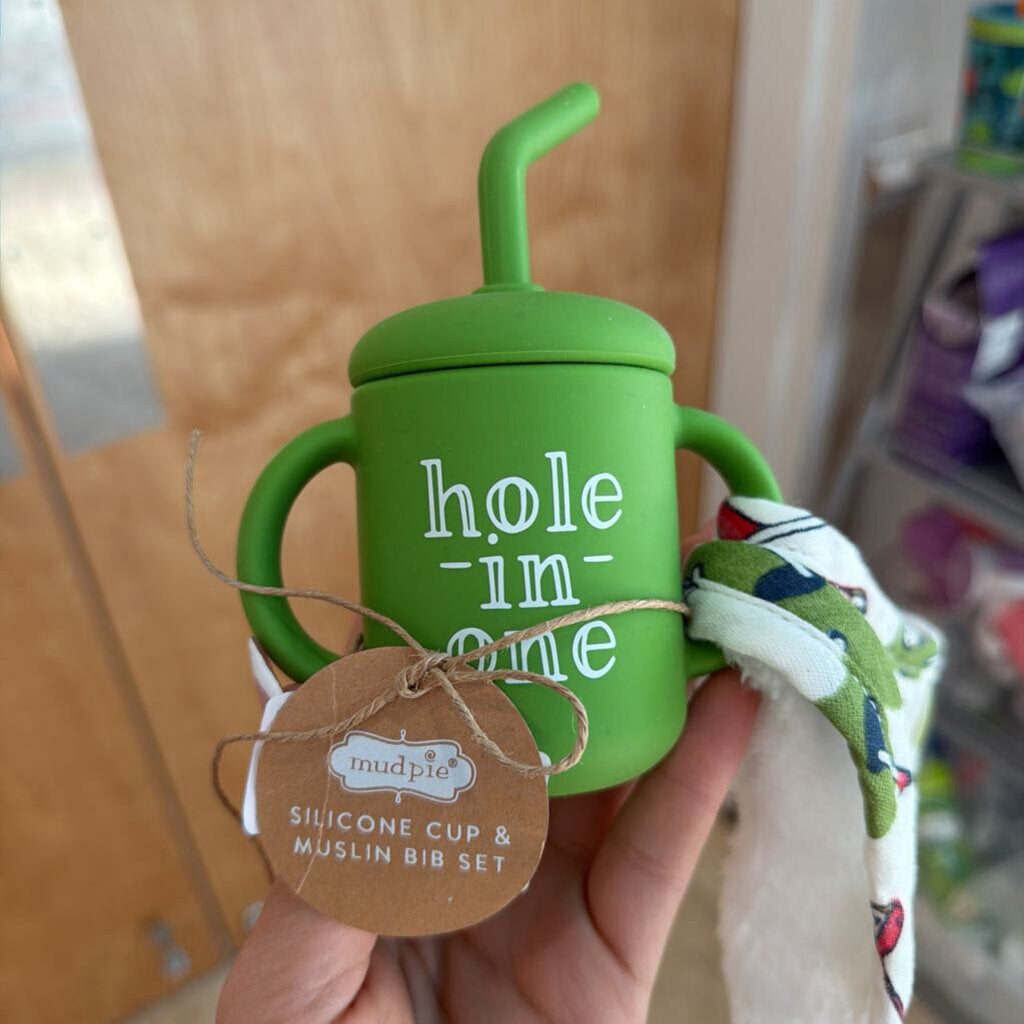 hole
-in-
one
mudpie®
SILICONE CUP &
MUSLIN BIB SET